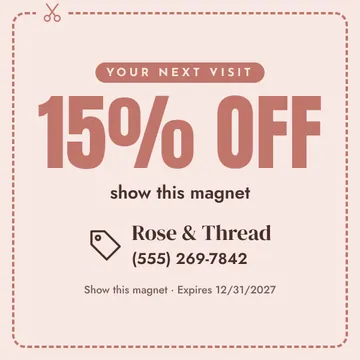 YOUR NEXT VISIT
15% OFF
show this magnet
Rose & Thread
(555) 269-7842
Show this magnet · Expires 12/31/2027